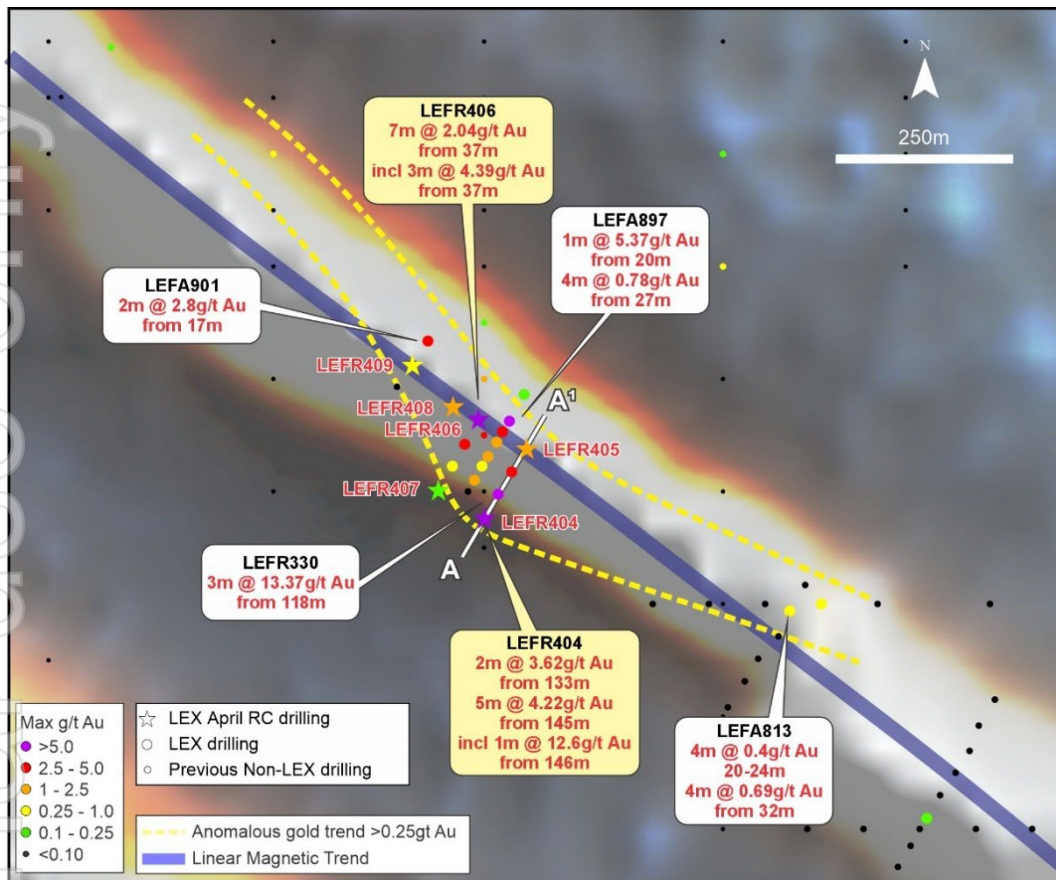 N
250m
LEFR406
7m @ 2.04g/t Au
from 37m
incl 3m @ 4.39g/t Au
from 37m
LEFA897
1m @ 5.37g/t Au
from 20m
4m @ 0.78g/t Au
from 27m
LEFA901
2m @ 2.8g/t Au
from 17m
LEFR409
LEFR408
LEFR406
A¹
LEFR405
LEFR407
LEFR404
A
LEFR330
3m @ 13.37g/t Au
from 118m
LEFR404
2m @ 3.62g/t Au
from 133m
5m @ 4.22g/t Au
from 145m
incl 1m @ 12.6g/t Au
from 146m
LEFA813
4m @ 0.4g/t Au
20-24m
4m @ 0.69g/t Au
from 32m
Max g/t Au
>5.0
2.5 - 5.0
1 - 2.5
0.25 - 1.0
0.1 - 0.25
<0.10
LEX April RC drilling
LEX drilling
Previous Non-LEX drilling
Anomalous gold trend >0.25gt Au
Linear Magnetic Trend